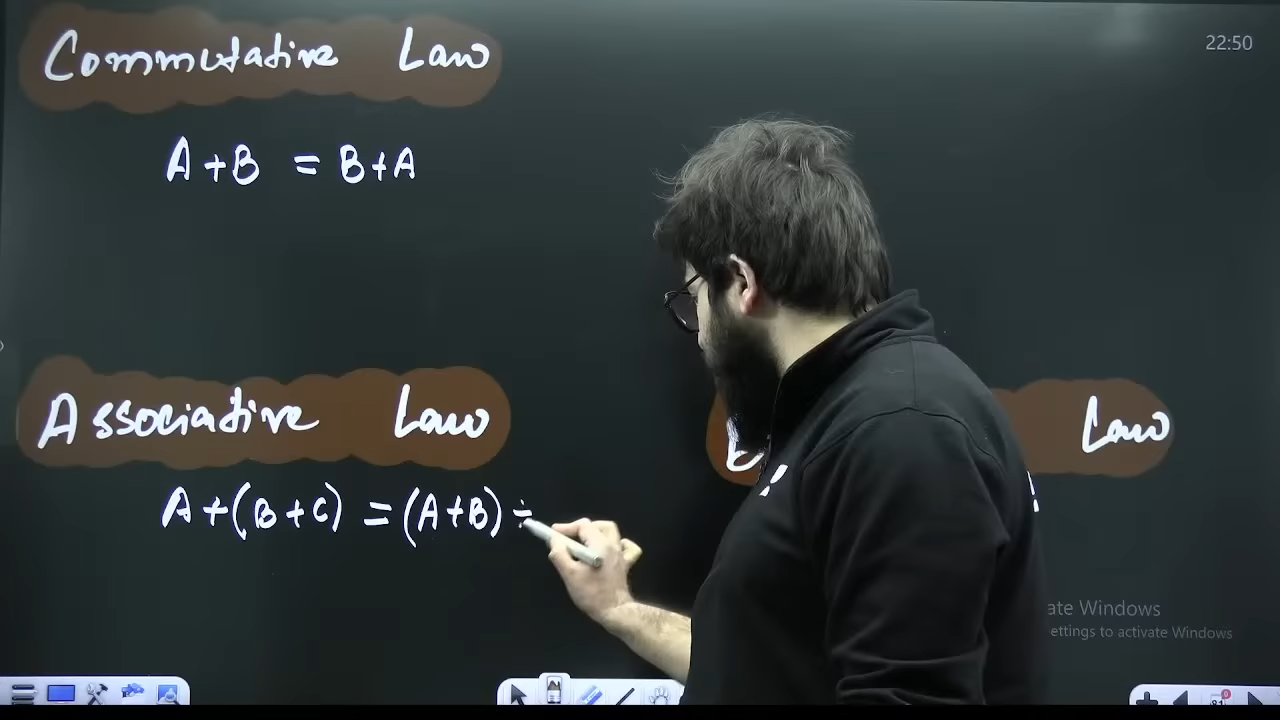 22:50
Commutative Law
A+B = B+A
Associative Law
Law
A+(B+C) = (A+B)
ate Windows
ettings to activate Windows